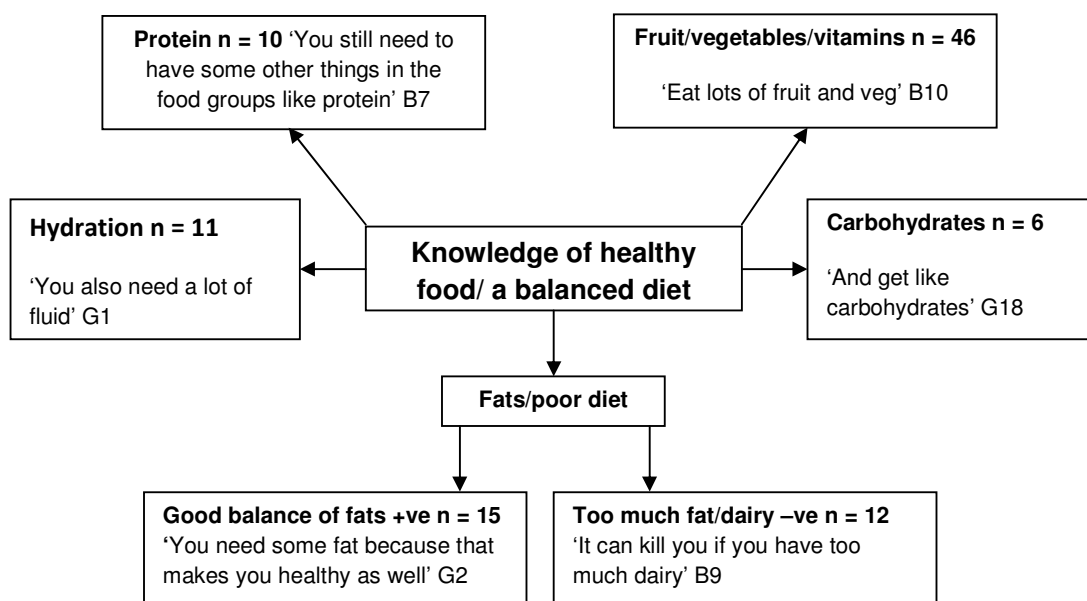 Protein n = 10 ‘You still need to
have some other things in the
food groups like protein’ B7
Fruit/vegetables/vitamins n = 46
‘Eat lots of fruit and veg’ B10
Hydration n = 11
‘You also need a lot of
fluid’ G1
Knowledge of healthy
food/ a balanced diet
Carbohydrates n = 6
‘And get like
carbohydrates’ G18
Fats/poor diet
Good balance of fats +ve n = 15
‘You need some fat because that
makes you healthy as well’ G2
Too much fat/dairy –ve n = 12
‘It can kill you if you have too
much dairy’ B9